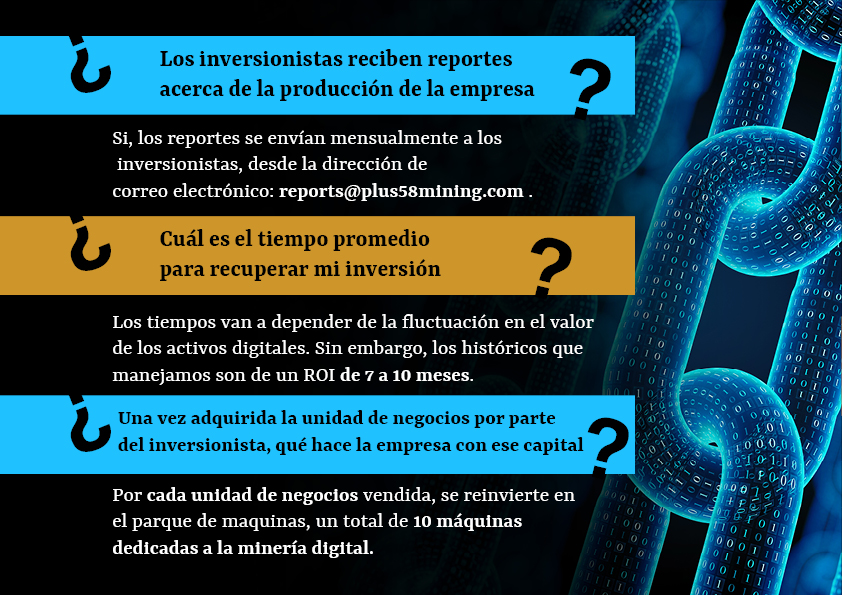 ¿ Los inversionistas reciben reportes
acerca de la producción de la empresa ?
Si, los reportes se envían mensualmente a los
inversionistas, desde la dirección de
correo electrónico: reports@plus58mining.com .
¿ Cuál es el tiempo promedio
para recuperar mi inversión ?
Los tiempos van a depender de la fluctuación en el valor
de los activos digitales. Sin embargo, los históricos que
manejamos son de un ROI de 7 a 10 meses.
¿ Una vez adquirida la unidad de negocios por parte
del inversionista, qué hace la empresa con ese capital ?
Por cada unidad de negocios vendida, se reinvierte en
el parque de maquinas, un total de 10 máquinas
dedicadas a la minería digital.